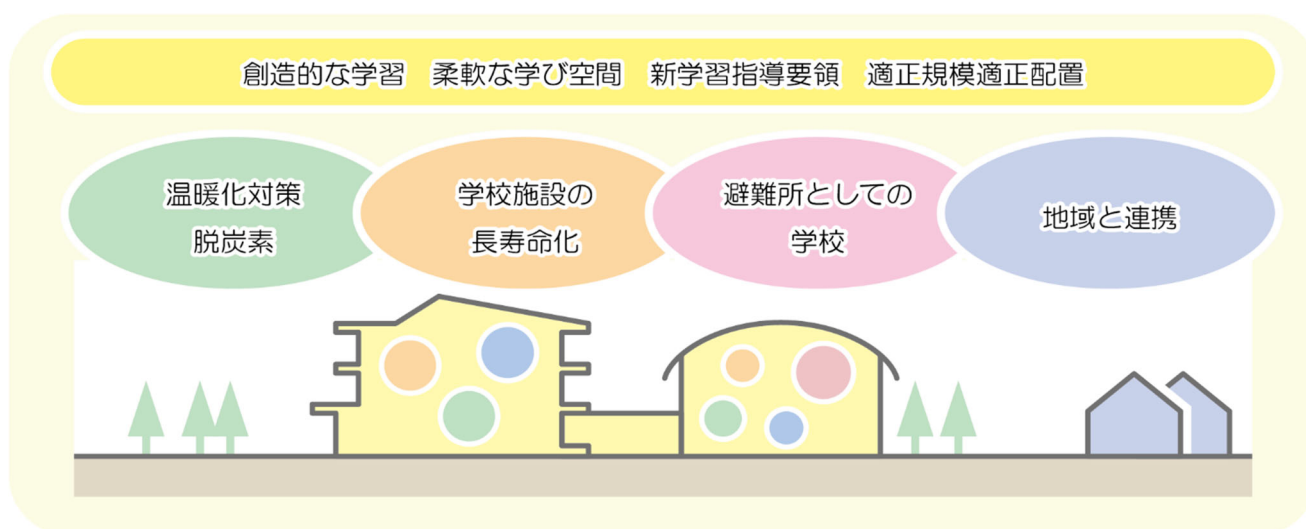 創造的な学習　柔軟な学び空間　新学習指導要領　適正規模適正配置
温暖化対策
脱炭素
学校施設の
長寿命化
避難所としての
学校
地域と連携